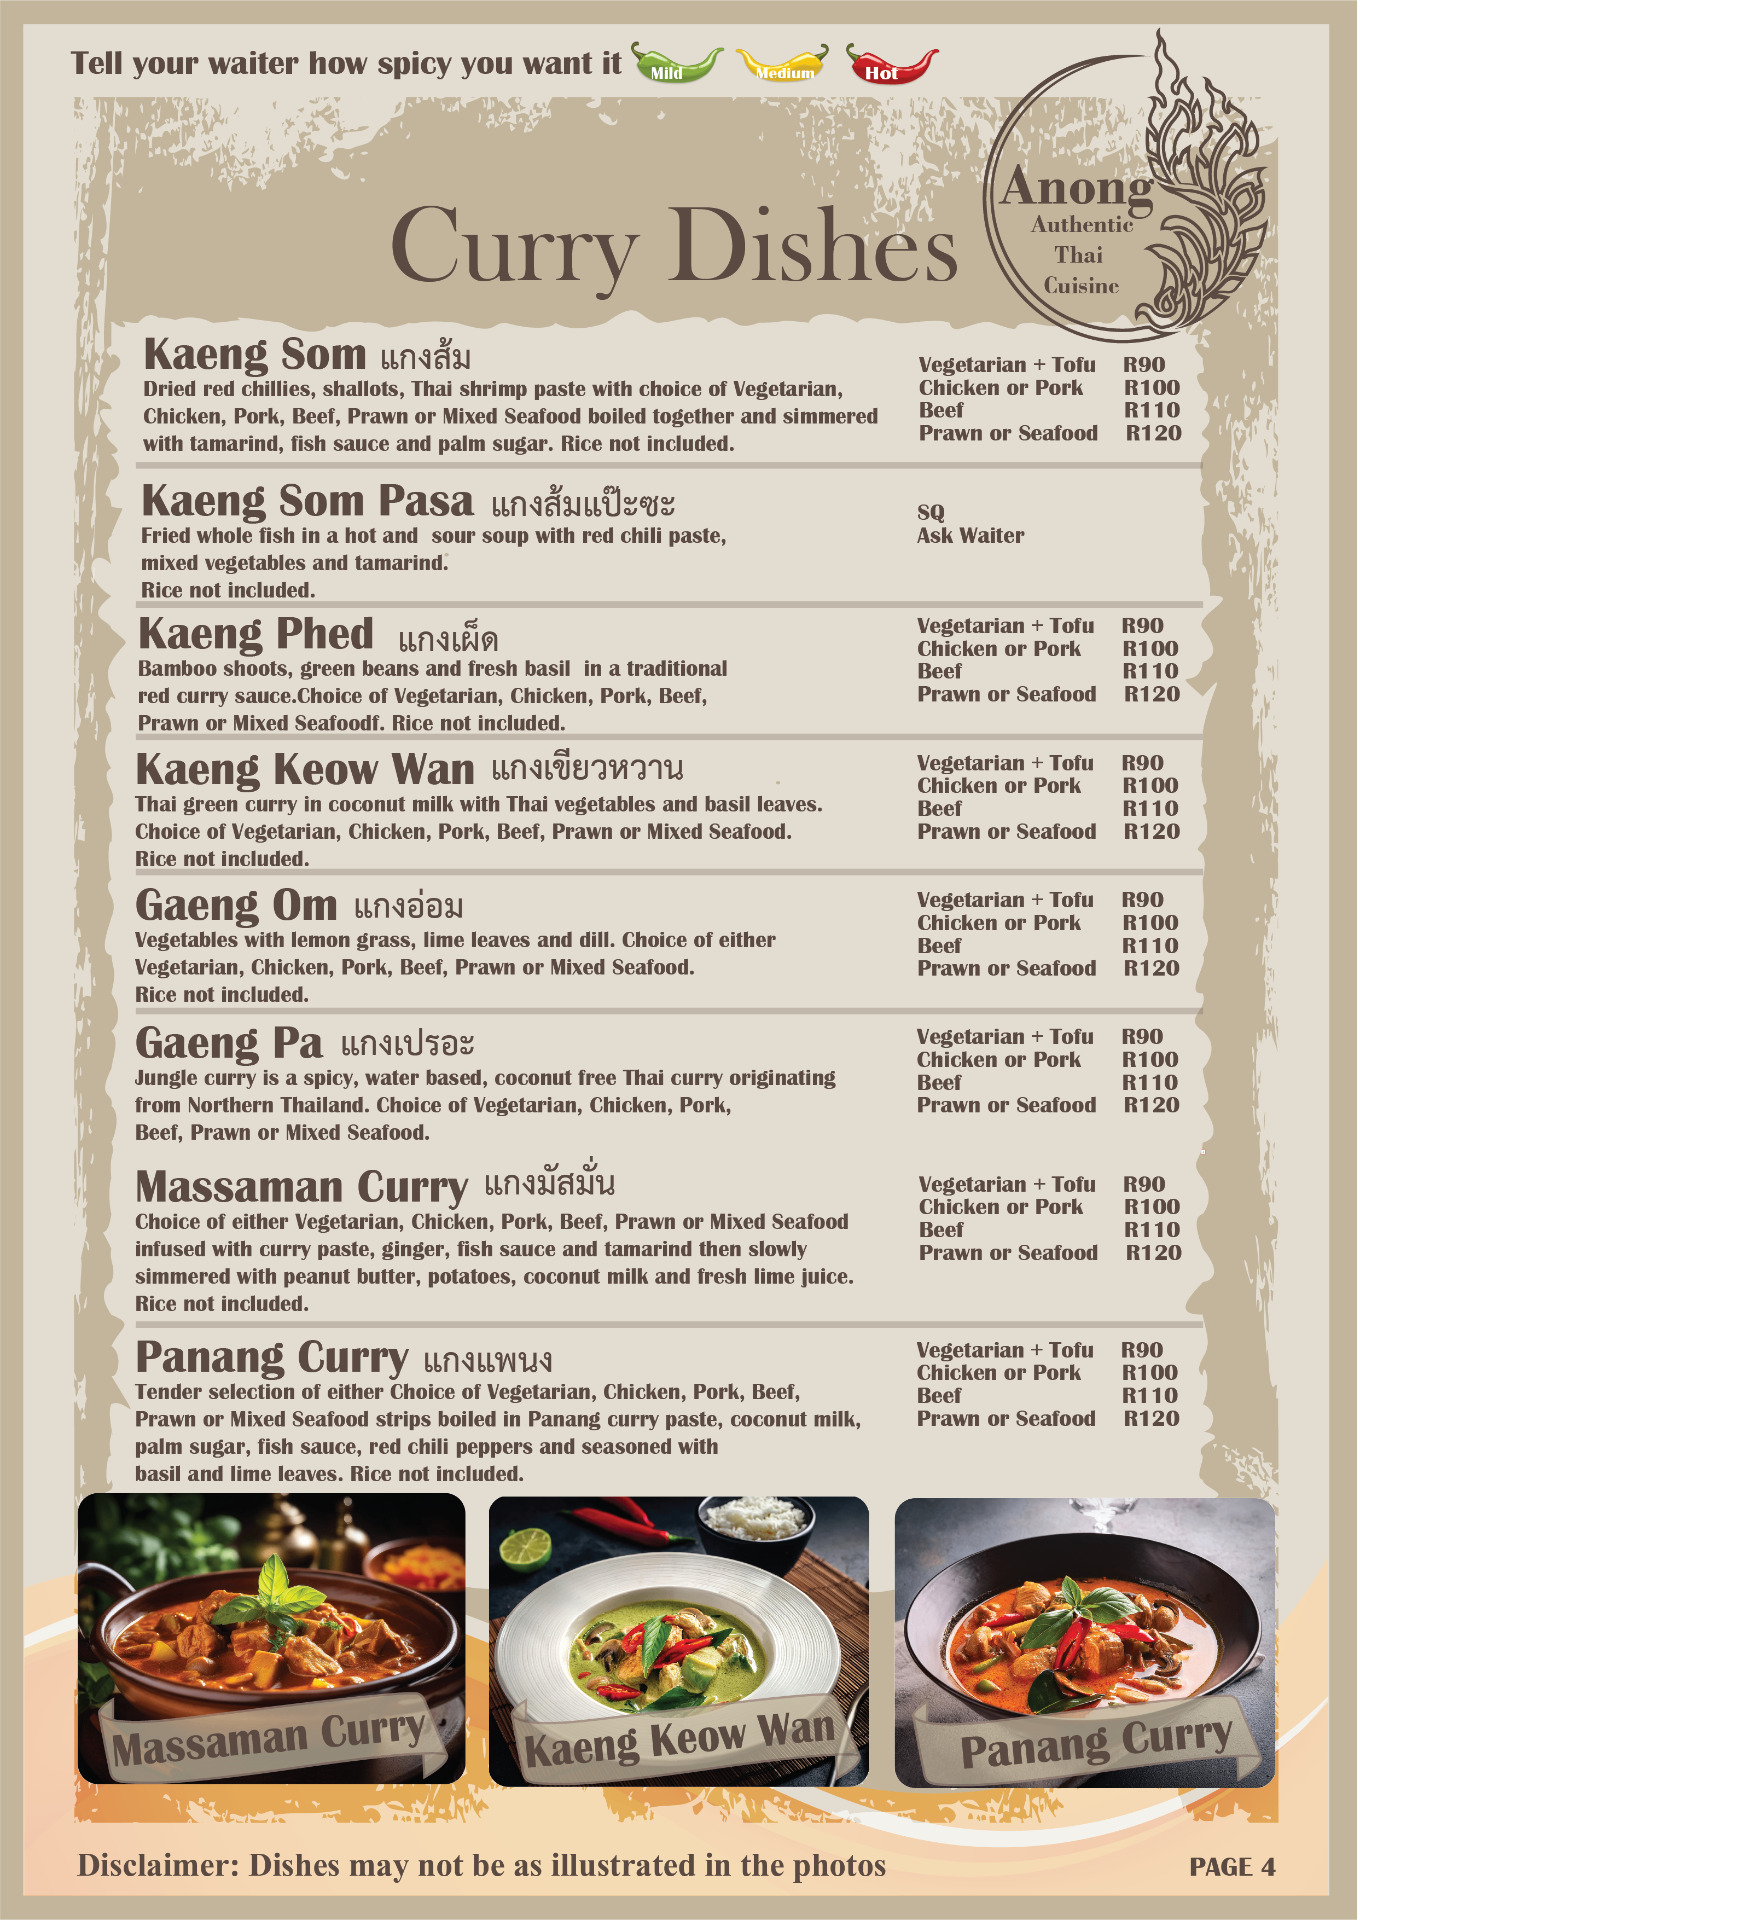 Tell your waiter how spicy you want it Mild Medium Hot
Anong
Authentic
Thai
Cuisine
Curry Dishes
Kaeng Som แกงส้ม
Dried red chillies, shallots, Thai shrimp paste with choice of Vegetarian,
Chicken, Pork, Beef, Prawn or Mixed Seafood boiled together and simmered
with tamarind, fish sauce and palm sugar. Rice not included.
Vegetarian + Tofu R90
Chicken or Pork R100
Beef R110
Prawn or Seafood R120
Kaeng Som Pasa แกงส้มแป๊ะซะ
Fried whole fish in a hot and sour soup with red chili paste,
mixed vegetables and tamarind.
Rice not included.
SQ
Ask Waiter
Kaeng Phed แกงเผ็ด
Bamboo shoots, green beans and fresh basil in a traditional
red curry sauce.Choice of Vegetarian, Chicken, Pork, Beef,
Prawn or Mixed Seafoodf. Rice not included.
Vegetarian + Tofu R90
Chicken or Pork R100
Beef R110
Prawn or Seafood R120
Kaeng Keow Wan แกงเขียวหวาน
Thai green curry in coconut milk with Thai vegetables and basil leaves.
Choice of Vegetarian, Chicken, Pork, Beef, Prawn or Mixed Seafood.
Rice not included.
Vegetarian + Tofu R90
Chicken or Pork R100
Beef R110
Prawn or Seafood R120
Gaeng Om แกงอ่อม
Vegetables with lemon grass, lime leaves and dill. Choice of either
Vegetarian, Chicken, Pork, Beef, Prawn or Mixed Seafood.
Rice not included.
Vegetarian + Tofu R90
Chicken or Pork R100
Beef R110
Prawn or Seafood R120
Gaeng Pa แกงเปรอะ
Jungle curry is a spicy, water based, coconut free Thai curry originating
from Northern Thailand. Choice of Vegetarian, Chicken, Pork,
Beef, Prawn or Mixed Seafood.
Vegetarian + Tofu R90
Chicken or Pork R100
Beef R110
Prawn or Seafood R120
Massaman Curry แกงมัสมั่น
Choice of either Vegetarian, Chicken, Pork, Beef, Prawn or Mixed Seafood
infused with curry paste, ginger, fish sauce and tamarind then slowly
simmered with peanut butter, potatoes, coconut milk and fresh lime juice.
Rice not included.
Vegetarian + Tofu R90
Chicken or Pork R100
Beef R110
Prawn or Seafood R120
Panang Curry แกงแพนง
Tender selection of either Choice of Vegetarian, Chicken, Pork, Beef,
Prawn or Mixed Seafood strips boiled in Panang curry paste, coconut milk,
palm sugar, fish sauce, red chili peppers and seasoned with
basil and lime leaves. Rice not included.
Vegetarian + Tofu R90
Chicken or Pork R100
Beef R110
Prawn or Seafood R120
Massaman Curry
Kaeng Keow Wan
Panang Curry
Disclaimer: Dishes may not be as illustrated in the photos
PAGE 4